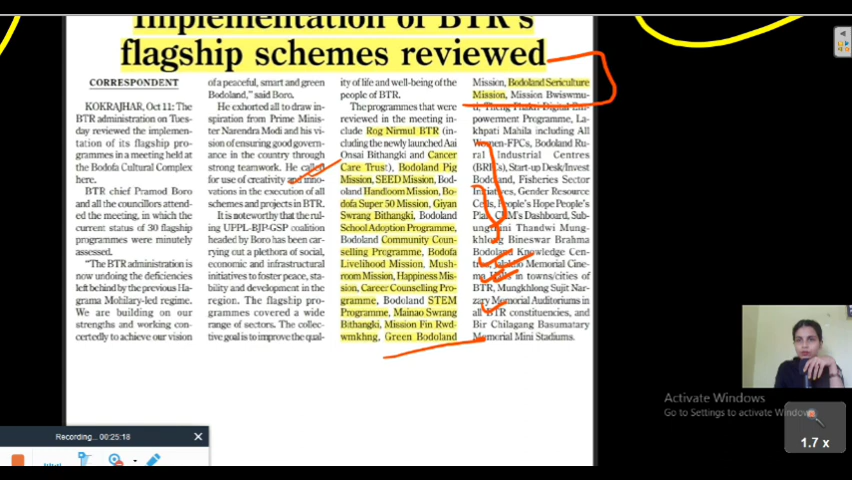 Implementation of BTR's
flagship schemes reviewed
CORRESPONDENT
KOKRAJHAR, Oct 11: The
BTR administration on Tues-
day reviewed the implemen-
tation of its flagship pro-
grammes in a meeting held at
the Bodofa Cultural Complex
here.
BTR chief Pramod Boro
and all the councillors attend-
ed the meeting, in which the
current status of 30 flagship
programmes were minutely
assessed.
"The BTR administration is
now undoing the deficiencies
left behind by the previous Ha-
grama Mohilary-led regime.
We are building on our
strengths and working con-
certedly to achieve our vision
of a peaceful, smart and green
Bodoland," said Boro.
He exhorted all to draw in-
spiration from Prime Minis-
ter Narendra Modi and his vi-
sion of ensuring good govern-
ance in the country through
strong teamwork. He called
for use of creativity and inno-
vations in the execution of all
schemes and projects in BTR.
It is noteworthy that the rul-
ing UPPL-BJP-GSP coalition
headed by Boro has been car-
rying out a plethora of social,
economic and infrastructural
initiatives to foster peace, sta-
bility and development in the
region. The flagship pro-
grammes covered a wide
range of sectors. The collec-
tive goal is to improve the qual-
ity of life and well-being of the
people of BTR.
The programmes that were
reviewed in the meeting in-
clude Rog Nirmul BTR (in-
cluding the newly launched Aai
Onsai Bithangki and Cancer
Care Trust), Bodoland Pig
Mission, SEED Mission, Bod-
oland Handloom Mission, Bo-
dofa Super 50 Mission, Giyan
Swrang Bithangki, Bodoland
School Adoption Programme,
Bodoland Community Coun-
selling Programme, Bodofa
Livelihood Mission, Mush-
room Mission, Happiness Mis-
sion, Career Counselling Pro-
gramme, Bodoland STEM
Programme, Mainao Swrang
Bithangki, Mission Fin Rwd-
wmkhng, Green Bodoland
Mission, Bodoland Sericulture
Mission, Mission Bwiswmu-
Digital Em-
powerment Programme, La-
khpati Mahila including All
Women-FPCs, Bodoland Ru-
ral Industrial Centres
(BRICs), Start-up Desk/Invest
Bodoland, Fisheries Sector
Initiatives, Gender Resource
Cells, People's Hope People's
Plan, CEM's Dashboard, Sub-
Thandwi Mung-
khlong Bineswar Brahma
Bodoland Knowledge Cen-
Memorial Cine-
ma Halls in towns/cities of
BTR, Mungkhlong Sujit Nar-
zary Memorial Auditoriums in
all BTR constituencies, and
Bir Chilagang Basumatary
Memorial Mini Stadiums.
Activate Windows
Go to Settings to activate Windows.
1.7 x
Recording... 00:25:18